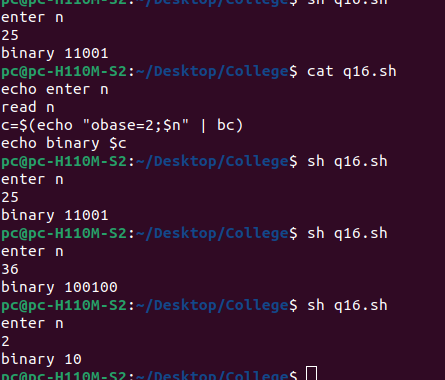 pc@pc-H110M-S2:~/Desktop/College$ sh q16.sh
enter n
25
binary 11001
pc@pc-H110M-S2:~/Desktop/College$ cat q16.sh
echo enter n
read n
c=$(echo "obase=2;$n" | bc)
echo binary $c
pc@pc-H110M-S2:~/Desktop/College$ sh q16.sh
enter n
25
binary 11001
pc@pc-H110M-S2:~/Desktop/College$ sh q16.sh
enter n
36
binary 100100
pc@pc-H110M-S2:~/Desktop/College$ sh q16.sh
enter n
2
binary 10
pc@pc-H110M-S2:~/Desktop/College$